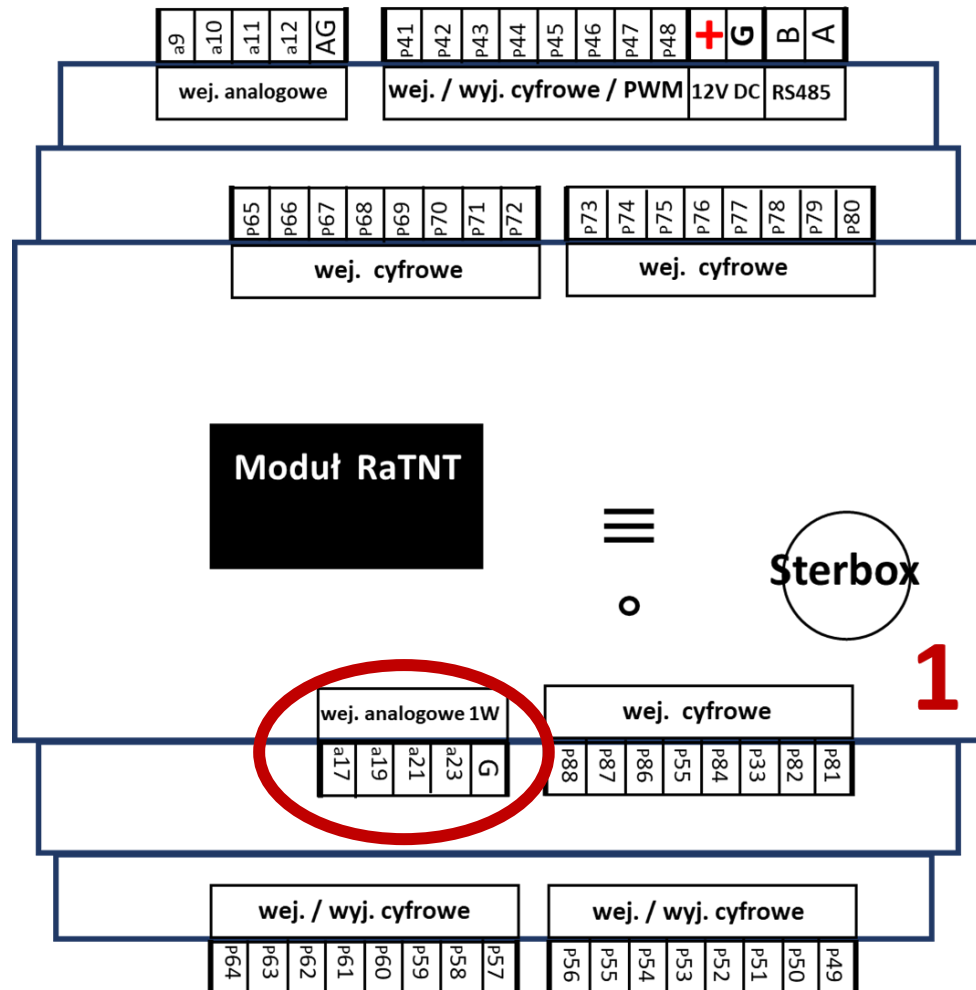 a9 a10 a11 a12 AG P41 P42 P43 P44 P45 P46 P47 P48 + G B A
wej. analogowe wej. / wyj. cyfrowe / PWM 12V DC RS485
P65 P66 P67 P68 P69 P70 P71 P72 P73 P74 P75 P76 P77 P78 P79 P80
wej. cyfrowe wej. cyfrowe
Moduł RaTNT
Sterbox
1
wej. analogowe 1W wej. cyfrowe
a17 a19 a21 a23 G P88 P87 P86 P55 P84 P33 P82 P81
wej. / wyj. cyfrowe wej. / wyj. cyfrowe
P64 P63 P62 P61 P60 P59 P58 P57 P56 P55 P54 P53 P52 P51 P50 P49